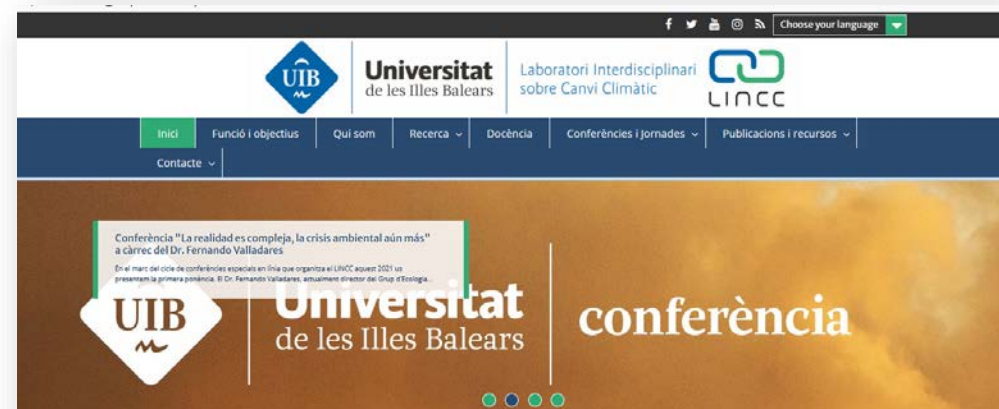 Choose your language
UIB
Universitat
de les Illes Balears
Laboratori Interdisciplinari
sobre Canvi Climàtic
LINCC
Inici Funció i objectius Qui som Recerca Docència Conferències i Jornades Publicacions i recursos
Contacte
Conferència "La realidad es compleja, la crisis ambiental aún más"
a càrrec del Dr. Fernando Valladares
En el marc del cicle de conferències especials en línia que organitza el LINCC aquest 2021 us
presentem la primera ponència. El Dr. Fernando Valladares, actualment director del Grup d'Ecologia...
UIB
Universitat
de les Illes Balears
conferència